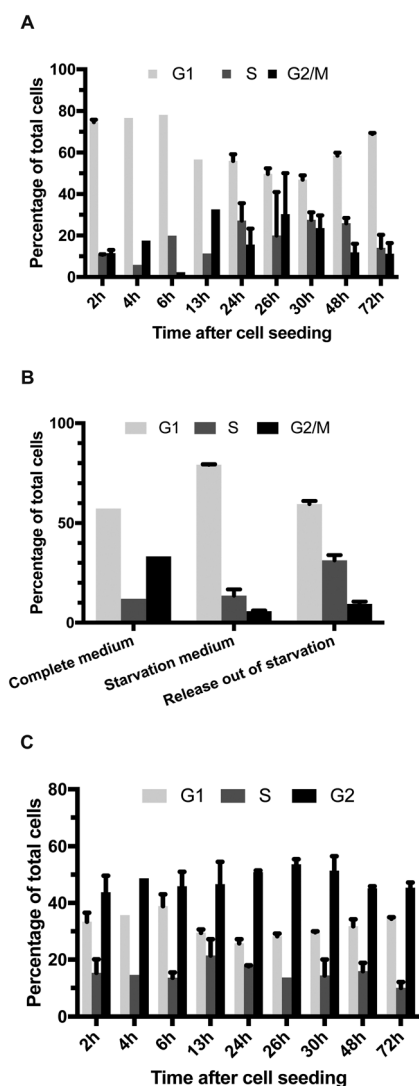 A
G1 S G2/M
Percentage of total cells
100
80
60
40
20
0
2h 4h 6h 13h 24h 26h 30h 48h 72h
Time after cell seeding
B
G1 S G2/M
Percentage of total cells
100
50
0
Complete medium
Starvation medium
Release out of starvation
C
G1 S G2
Percentage of total cells
80
60
40
20
0
2h 4h 6h 13h 24h 26h 30h 48h 72h
Time after cell seeding